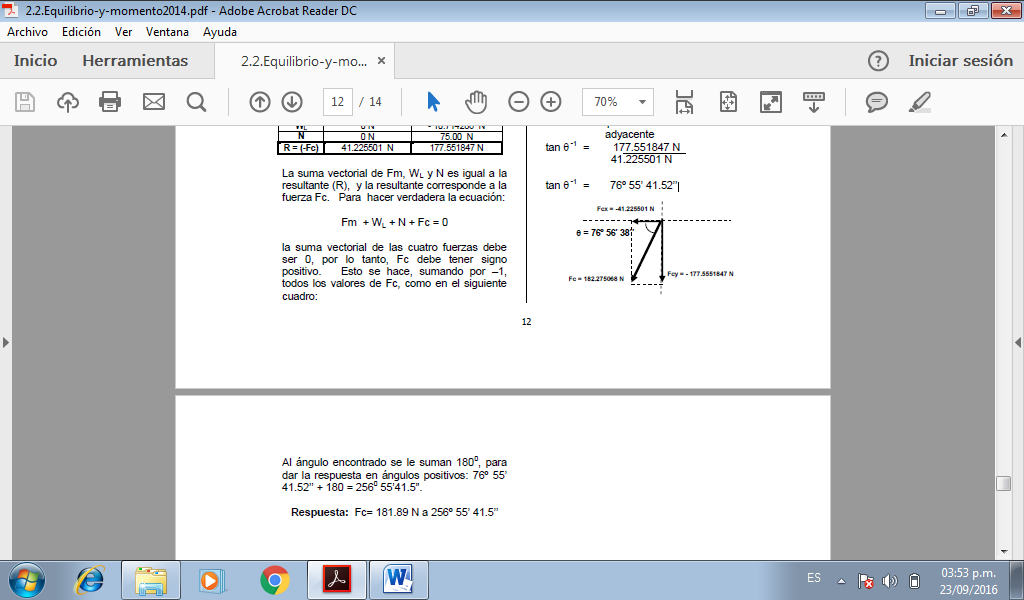 2.2.Equilibrio-y-momento2014.pdf - Adobe Acrobat Reader DC
Archivo Edición Ver Ventana Ayuda
Inicio Herramientas 2.2.Equilibrio-y-mo... × ? Iniciar sesión
12 / 14 70%
N 0 N 75.00 N
R = (-Fc) 41.225501 N 177.551847 N
La suma vectorial de Fm, WL y N es igual a la
resultante (R), y la resultante corresponde a la
fuerza Fc. Para hacer verdadera la ecuación:
Fm + WL + N + Fc = 0
la suma vectorial de las cuatro fuerzas debe
ser 0, por lo tanto, Fc debe tener signo
positivo. Esto se hace, sumando por –1,
todos los valores de Fc, como en el siguiente
cuadro:
adyacente
tan θ -1 = 177.551847 N
41.225501 N
tan θ -1 = 76º 55' 41.52"
Fcx = -41.225501 N
θ = 76º 56' 38"
Fc = 182.275068 N
Fcy = - 177.5551847 N
12
Al ángulo encontrado se le suman 180⁰, para
dar la respuesta en ángulos positivos: 76º 55'
41.52" + 180 = 256⁰ 55'41.5".
Respuesta: Fc= 181.89 N a 256º 55' 41.5"
ES
03:53 p.m.
23/09/2016